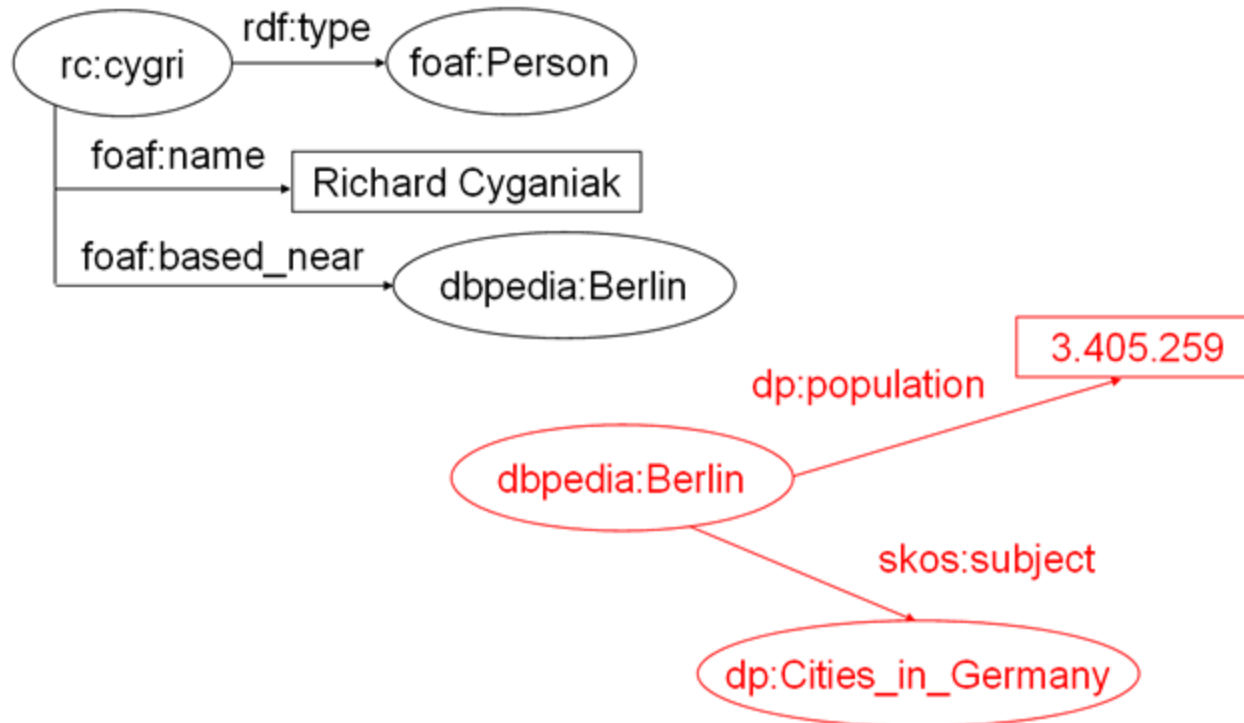 rdf:type
rc:cygri
foaf:Person
foaf:name
Richard Cyganiak
foaf:based_near
dbpedia:Berlin
3.405.259
dp:population
dbpedia:Berlin
skos:subject
dp:Cities_in_Germany